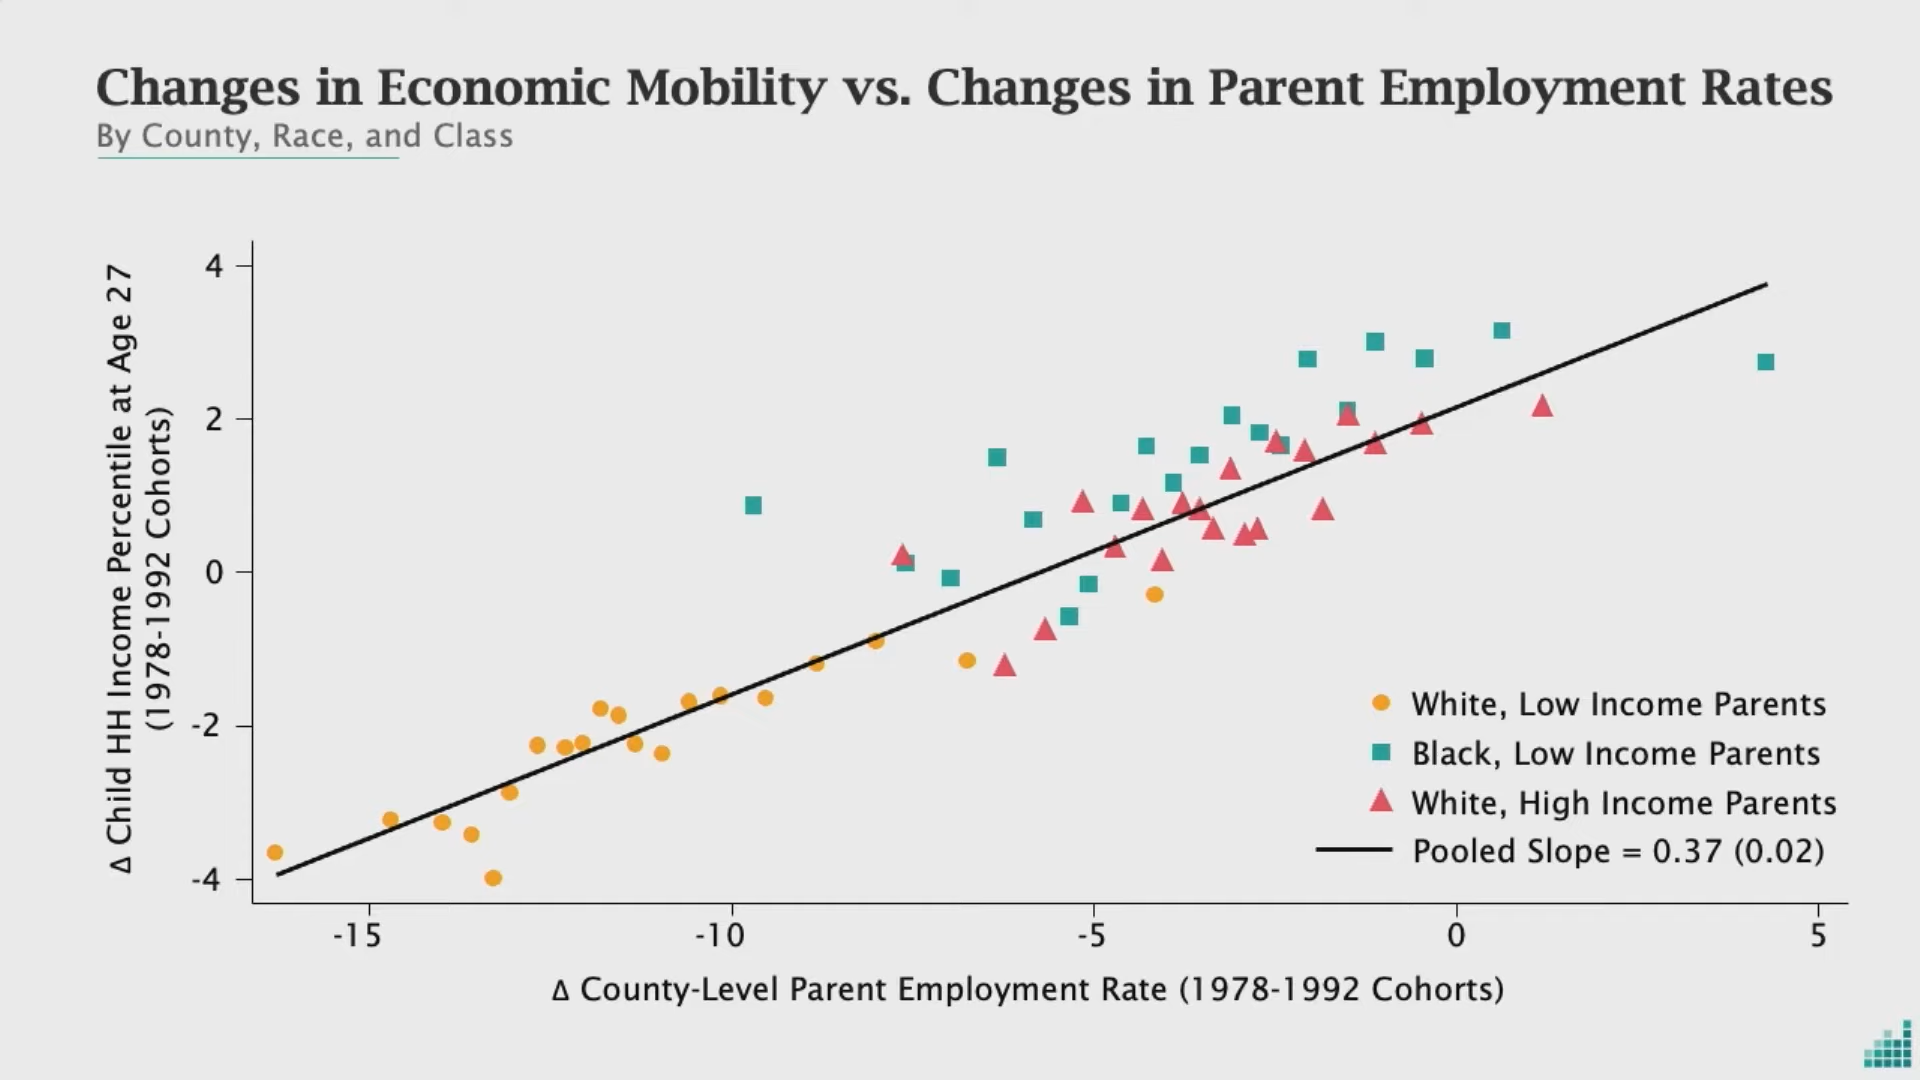 Changes in Economic Mobility vs. Changes in Parent Employment Rates
By County, Race, and Class
Δ Child HH Income Percentile at Age 27
(1978-1992 Cohorts)
4
2
0
-2
-4
White, Low Income Parents
Black, Low Income Parents
White, High Income Parents
Pooled Slope = 0.37 (0.02)
-15 -10 -5 0 5
Δ County-Level Parent Employment Rate (1978-1992 Cohorts)